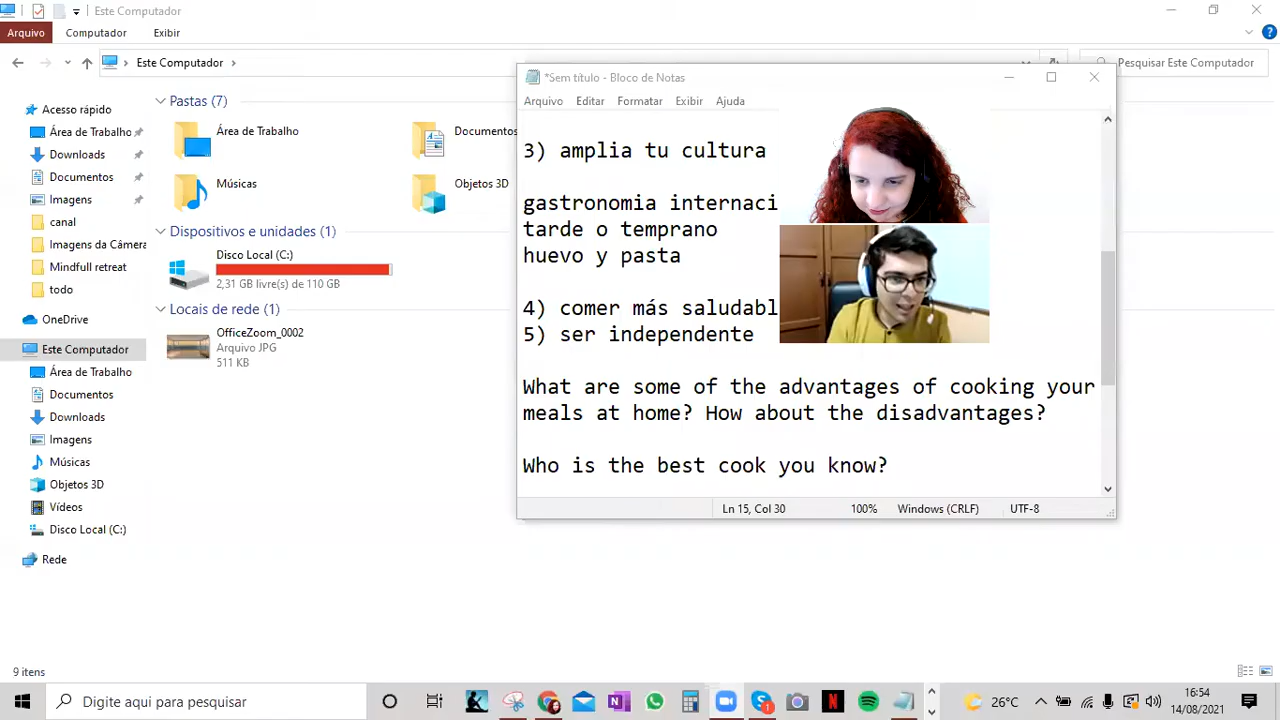 Este Computador
Arquivo
Computador
Exibir
Este Computador
Pesquisar Este Computador
Acesso rápido
Área de Trabalho
Downloads
Documentos
Imagens
canal
Imagens da Câmera
Mindfull retreat
todo
OneDrive
Este Computador
Área de Trabalho
Documentos
Downloads
Imagens
Músicas
Objetos 3D
Vídeos
Disco Local (C:)
Rede
Pastas (7)
Área de Trabalho
Documentos
Músicas
Objetos 3D
Dispositivos e unidades (1)
Disco Local (C:)
2,31 GB livre(s) de 110 GB
Locais de rede (1)
OfficeZoom_0002
Arquivo JPG
511 KB
*Sem título - Bloco de Notas
Arquivo Editar Formatar Exibir Ajuda
3) amplia tu cultura
gastronomia internaci
tarde o temprano
huevo y pasta
4) comer más saludabl
5) ser independente
What are some of the advantages of cooking your
meals at home? How about the disadvantages?
Who is the best cook you know?
Ln 15, Col 30
100%
Windows (CRLF)
UTF-8
9 itens
Digite aqui para pesquisar
26°C
16:54
14/08/2021